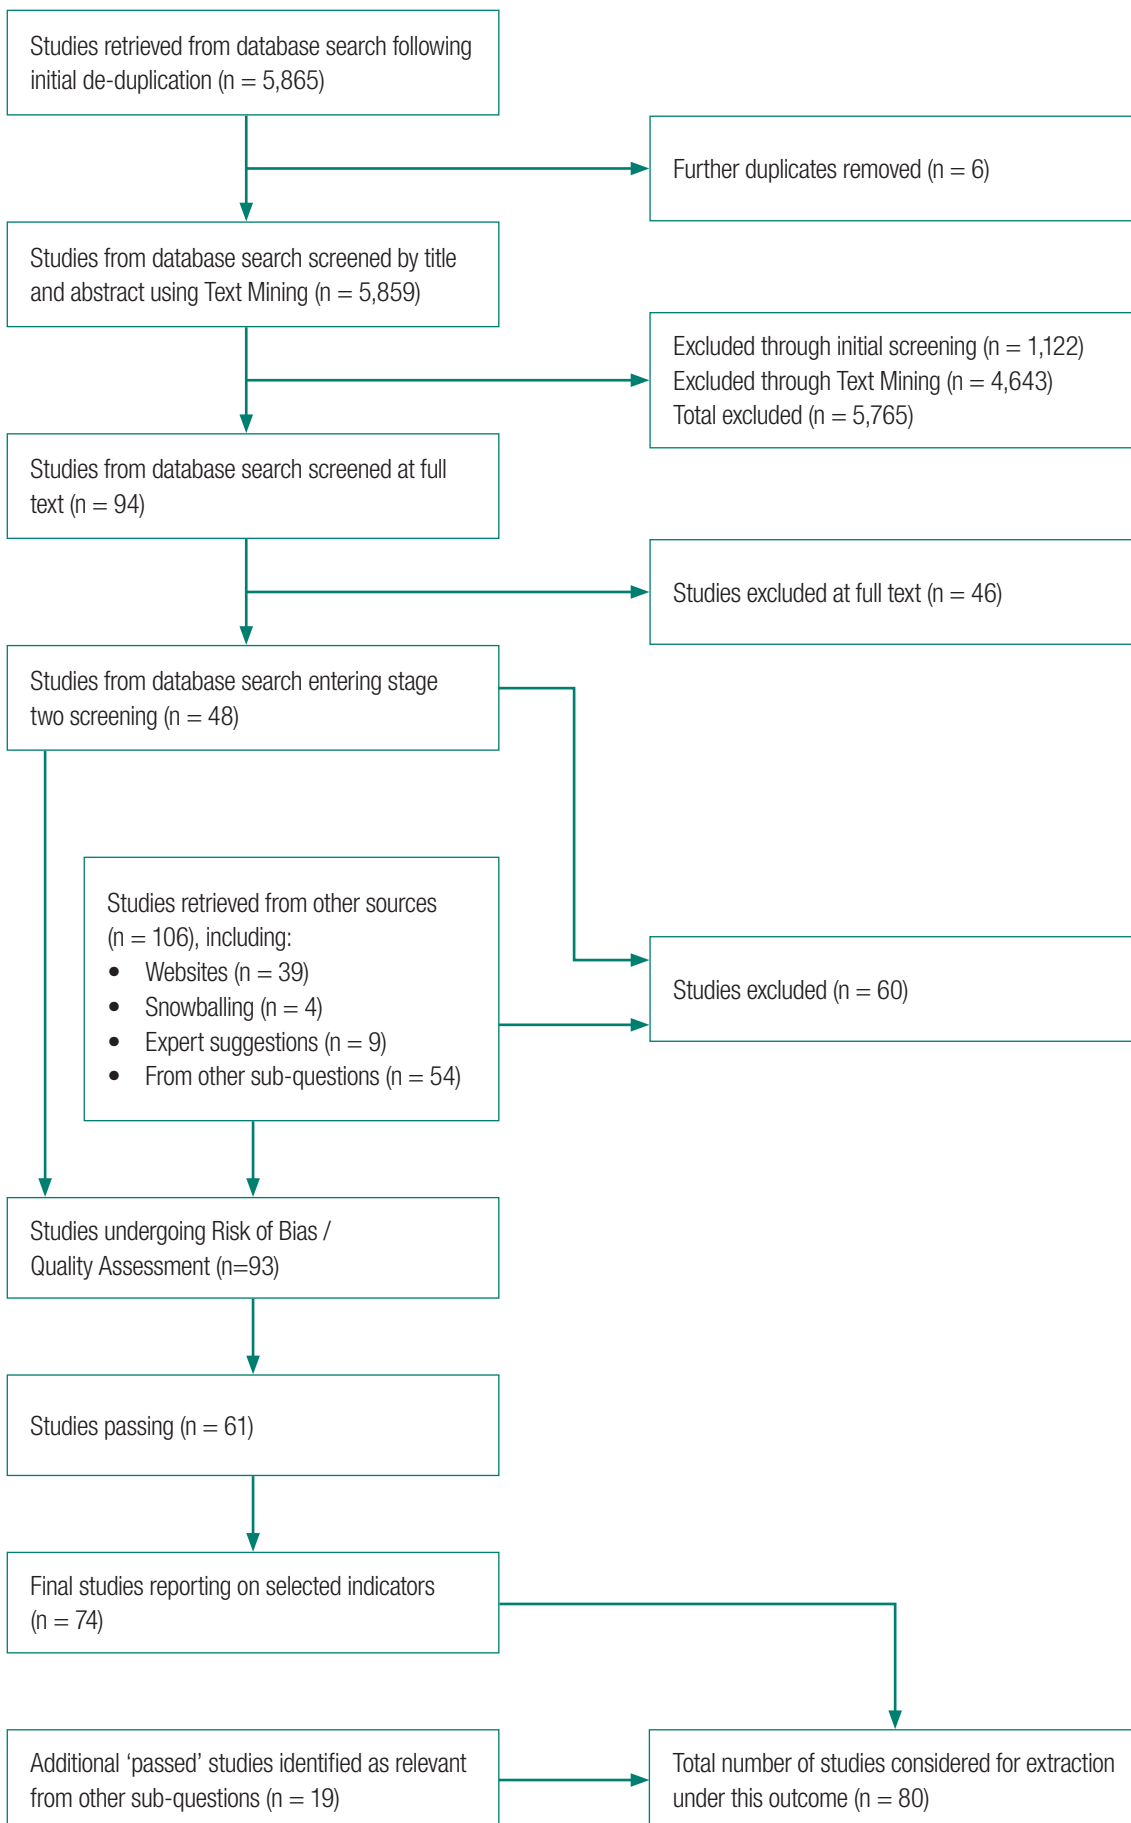 Studies retrieved from database search following
initial de-duplication (n = 5,865)
Further duplicates removed (n = 6)
Studies from database search screened by title
and abstract using Text Mining (n = 5,859)
Excluded through initial screening (n = 1,122)
Excluded through Text Mining (n = 4,643)
Total excluded (n = 5,765)
Studies from database search screened at full
text (n = 94)
Studies excluded at full text (n = 46)
Studies from database search entering stage
two screening (n = 48)
Studies retrieved from other sources
(n = 106), including:
• Websites (n = 39)
• Snowballing (n = 4)
• Expert suggestions (n = 9)
• From other sub-questions (n = 54)
Studies excluded (n = 60)
Studies undergoing Risk of Bias /
Quality Assessment (n=93)
Studies passing (n = 61)
Final studies reporting on selected indicators
(n = 74)
Additional ‘passed’ studies identified as relevant
from other sub-questions (n = 19)
Total number of studies considered for extraction
under this outcome (n = 80)